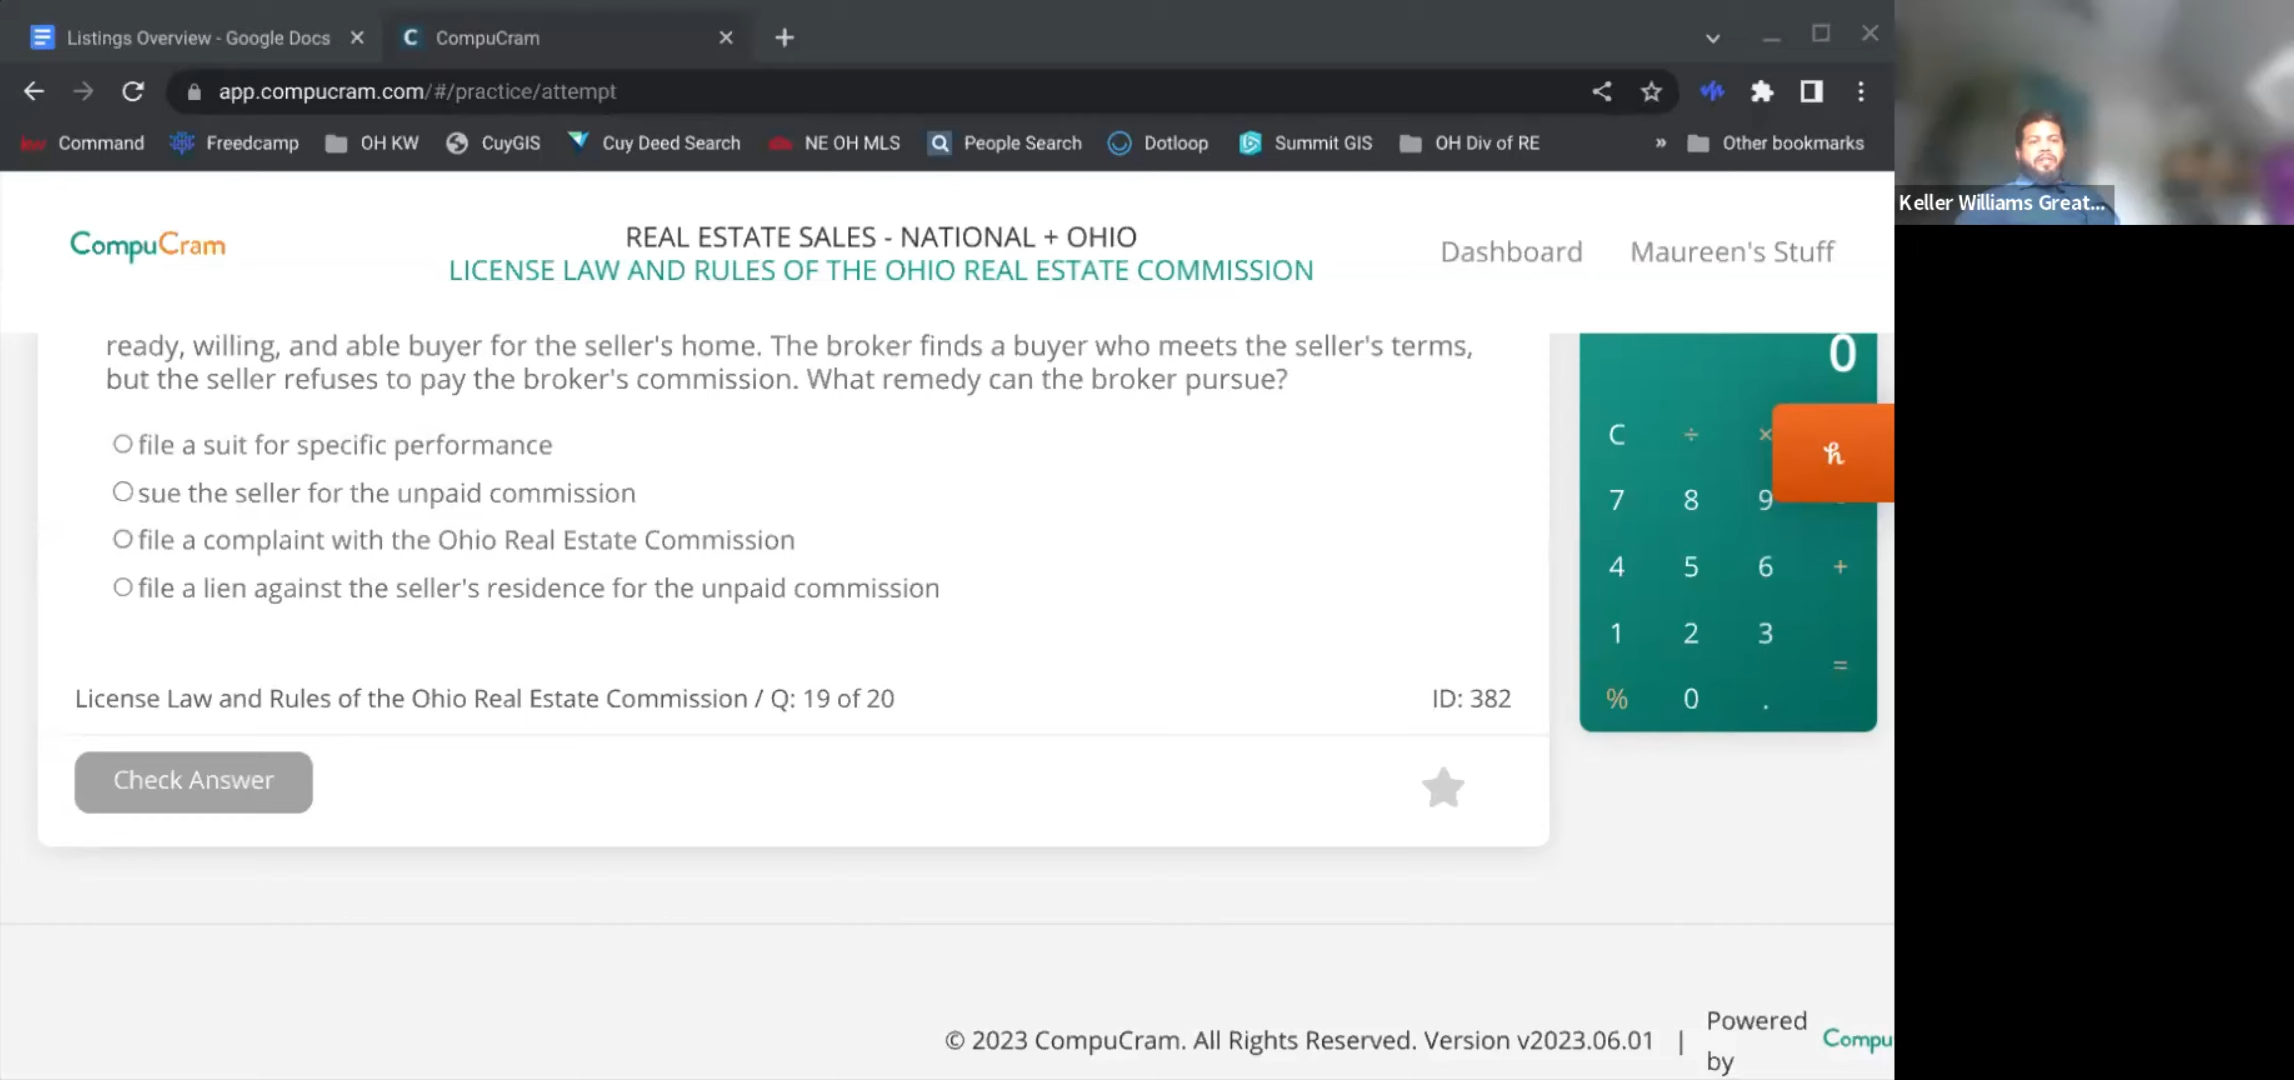 Listings Overview - Google Docs
C CompuCram
app.compucram.com/#/practice/attempt
kw Command Freedcamp OH KW CuyGIS Cuy Deed Search NE OH MLS People Search Dotloop Summit GIS OH Div of RE » Other bookmarks
Keller Williams Great...
CompuCram
REAL ESTATE SALES - NATIONAL + OHIO
LICENSE LAW AND RULES OF THE OHIO REAL ESTATE COMMISSION
Dashboard Maureen's Stuff
ready, willing, and able buyer for the seller's home. The broker finds a buyer who meets the seller's terms,
but the seller refuses to pay the broker's commission. What remedy can the broker pursue?
file a suit for specific performance
sue the seller for the unpaid commission
file a complaint with the Ohio Real Estate Commission
file a lien against the seller's residence for the unpaid commission
License Law and Rules of the Ohio Real Estate Commission / Q: 19 of 20
ID: 382
Check Answer
0
C ÷ ×
h
7 8 9
4 5 6 +
1 2 3
=
% 0 .
© 2023 CompuCram. All Rights Reserved. Version v2023.06.01 |
Powered
by
Compu